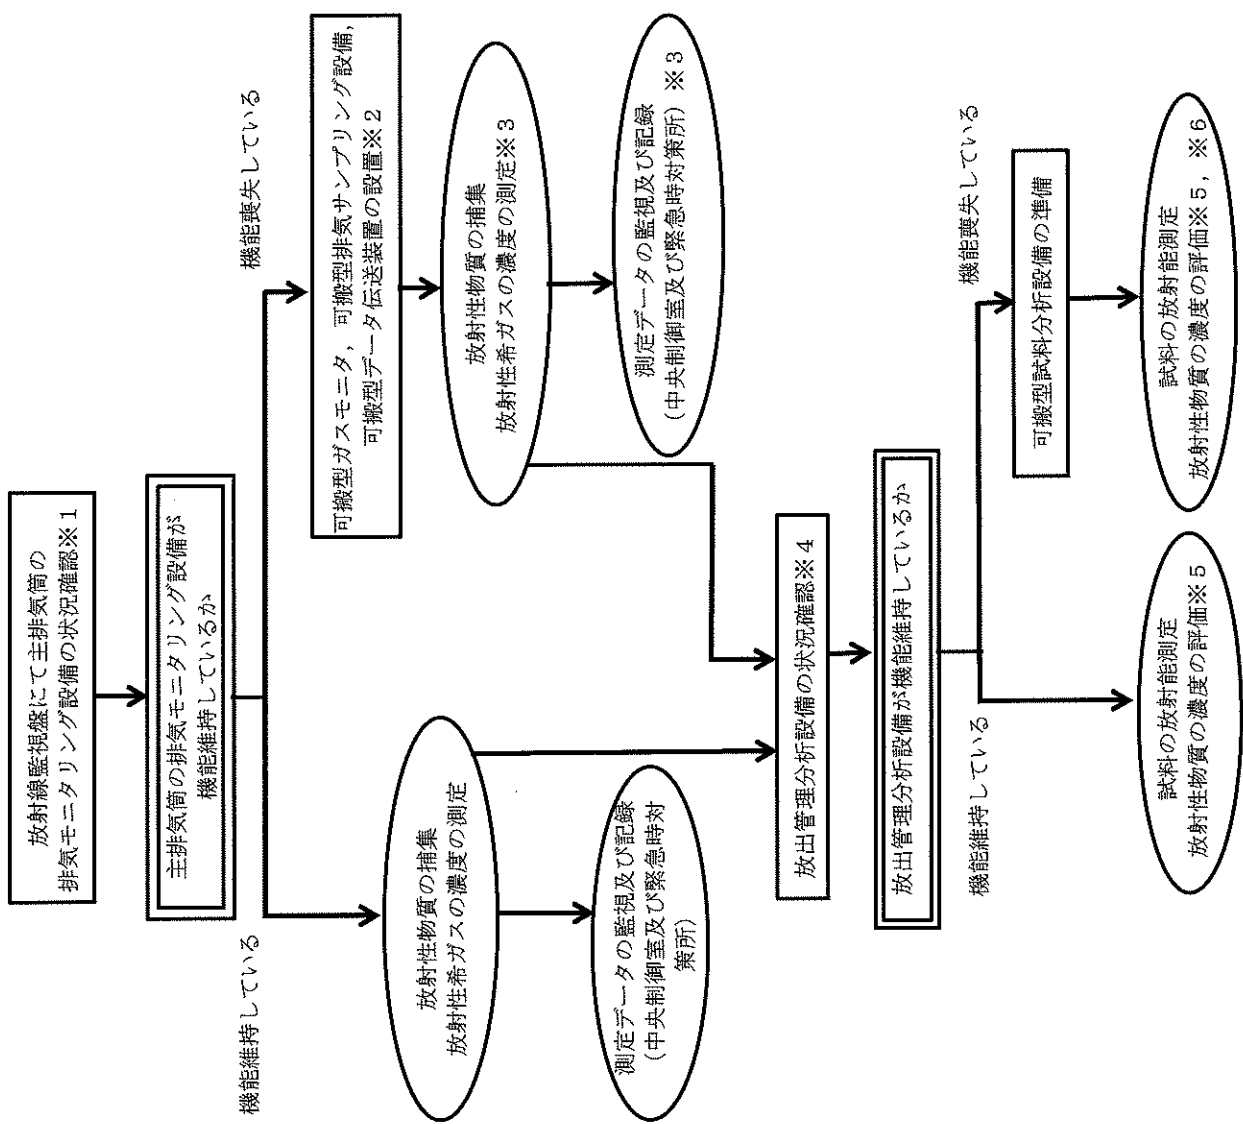 放射線監視盤にて主排気筒の
排気モニタリング設備の状況確認※1
主排気筒の排気モニタリング設備が
機能維持しているか
機能維持している
機能喪失している
放射性物質の捕集
放射性希ガスの濃度の測定
測定データの監視及び記録
（中央制御室及び緊急時対
策所）
可搬型ガスモニタ，可搬型排気サンプリング設備，
可搬型データ伝送装置の設置※2
放射性物質の捕集
放射性希ガスの濃度の測定※3
測定データの監視及び記録
（中央制御室及び緊急時対策所）※3
放出管理分析設備の状況確認※4
放出管理分析設備が機能維持しているか
機能維持している
機能喪失している
試料の放射能測定
放射性物質の濃度の評価※5
可搬型試料分析設備の準備
試料の放射能測定
放射性物質の濃度の評価※5，※6